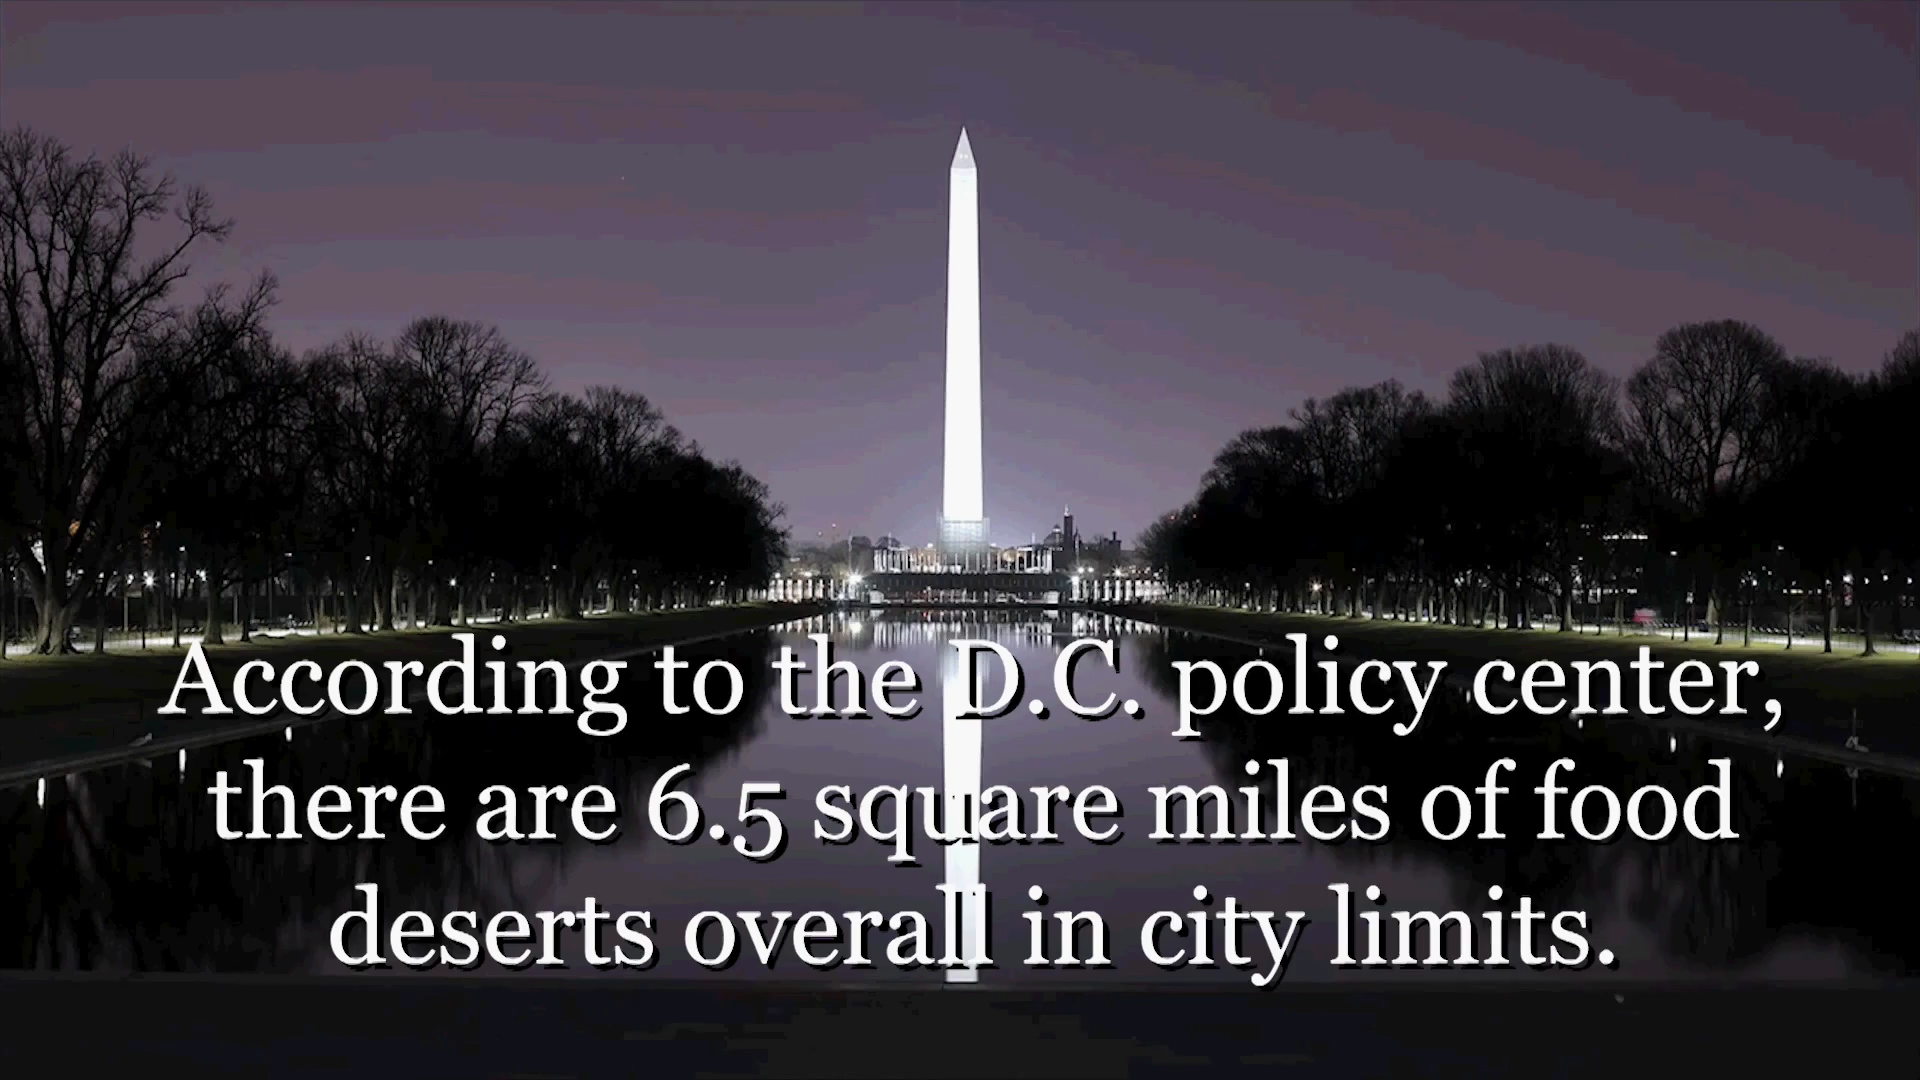 According to the D.C. policy center,
there are 6.5 square miles of food
deserts overall in city limits.